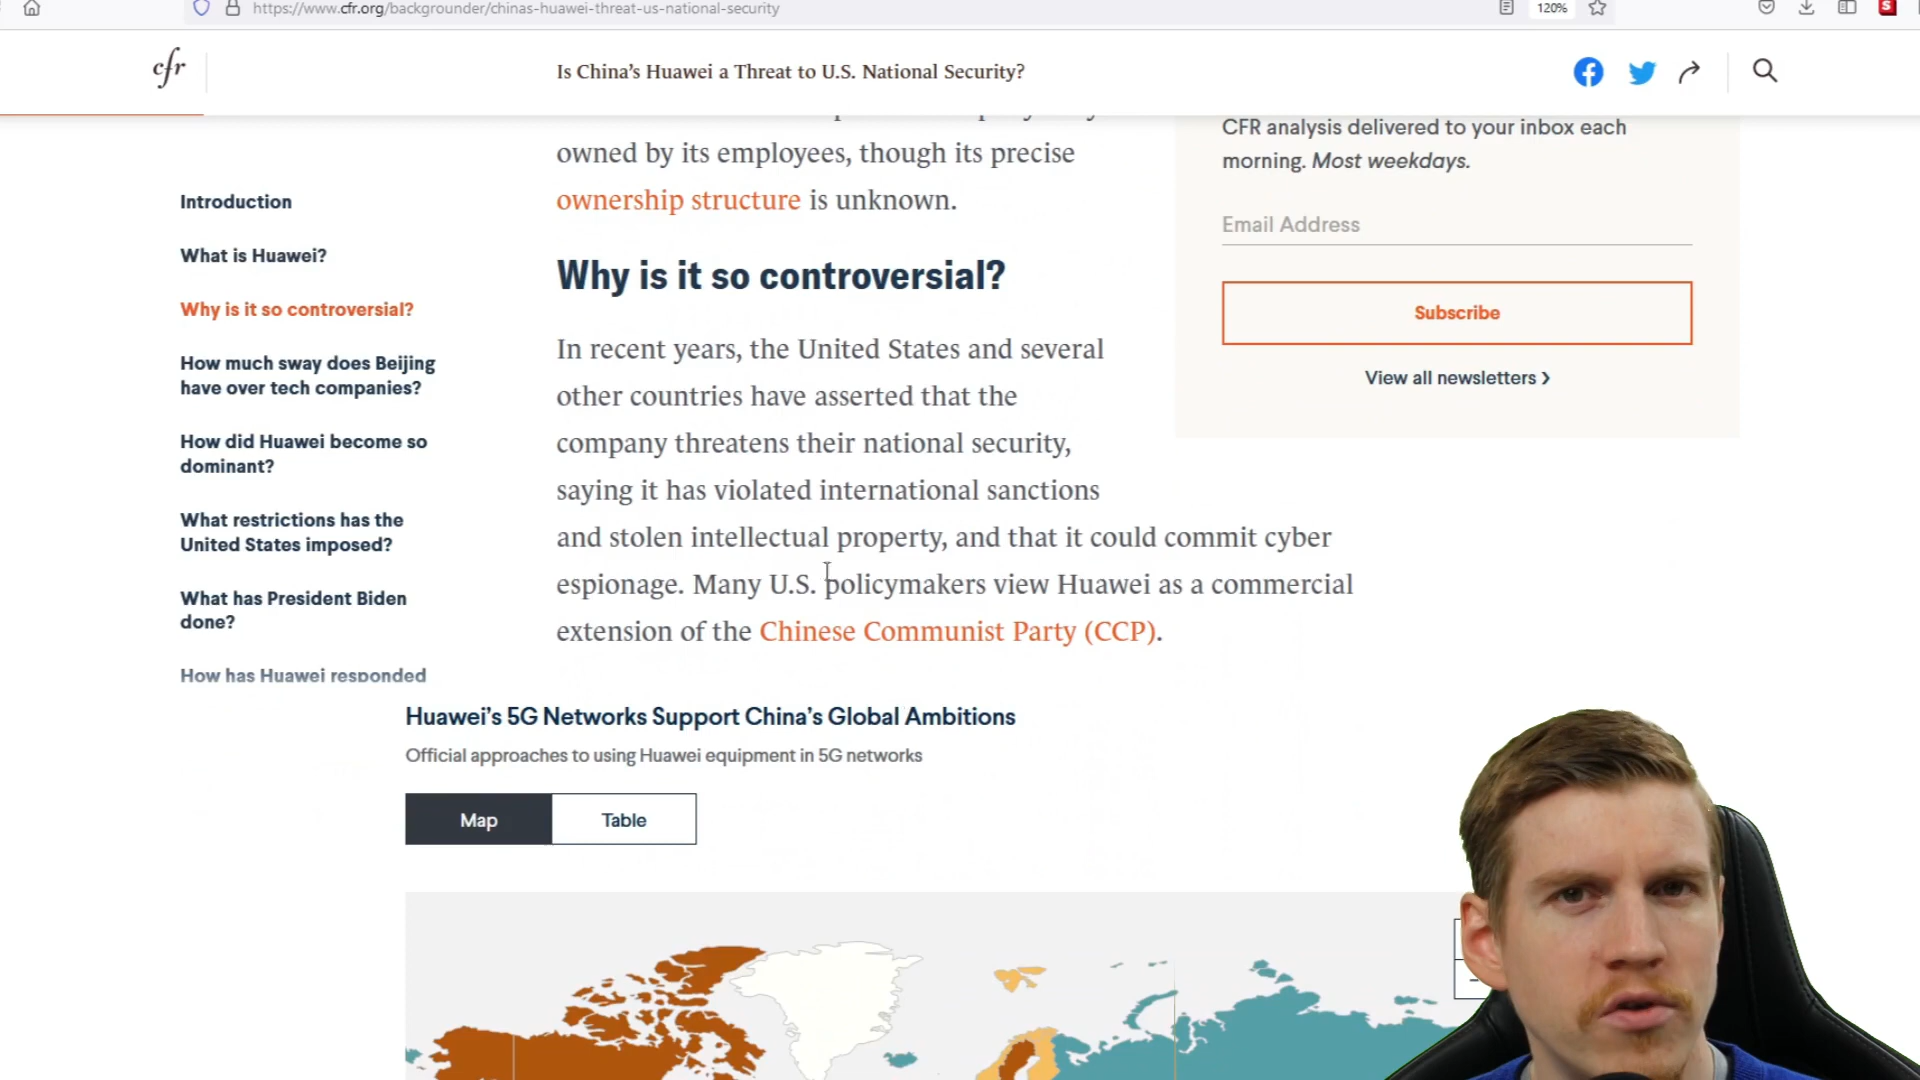 https://www.cfr.org/backgrounder/chinas-huawei-threat-us-national-security
120%
S
cfr
Is China's Huawei a Threat to U.S. National Security?
owned by its employees, though its precise
ownership structure is unknown.
Why is it so controversial?
In recent years, the United States and several
other countries have asserted that the
company threatens their national security,
saying it has violated international sanctions
and stolen intellectual property, and that it could commit cyber
espionage. Many U.S. policymakers view Huawei as a commercial
extension of the Chinese Communist Party (CCP).
Introduction
What is Huawei?
Why is it so controversial?
How much sway does Beijing
have over tech companies?
How did Huawei become so
dominant?
What restrictions has the
United States imposed?
What has President Biden
done?
How has Huawei responded
CFR analysis delivered to your inbox each
morning. Most weekdays.
Email Address
Subscribe
View all newsletters ›
Huawei's 5G Networks Support China's Global Ambitions
Official approaches to using Huawei equipment in 5G networks
Map
Table